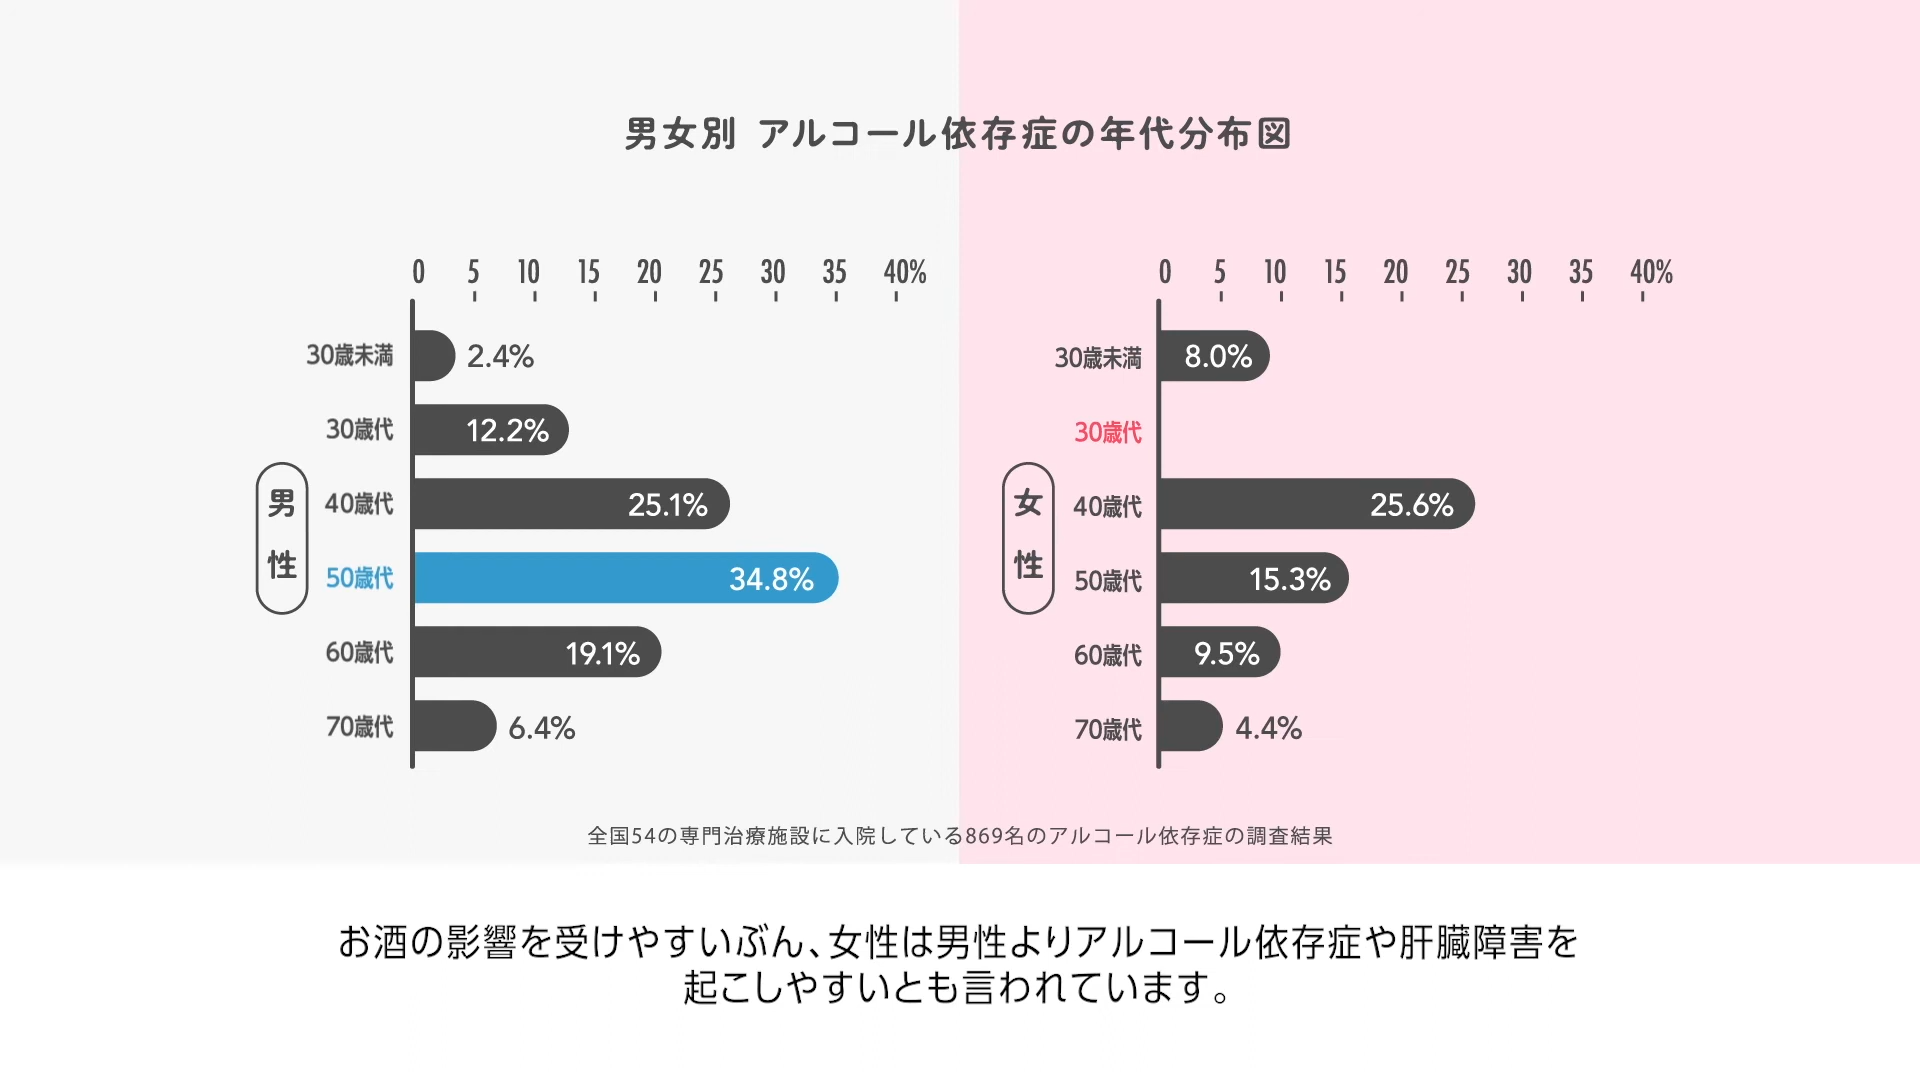 男女別 アルコール依存症の年代分布図
0 5 10 15 20 25 30 35 40%
男性
30歳未満 2.4%
30歳代 12.2%
40歳代 25.1%
50歳代 34.8%
60歳代 19.1%
70歳代 6.4%
0 5 10 15 20 25 30 35 40%
女性
30歳未満 8.0%
30歳代
40歳代 25.6%
50歳代 15.3%
60歳代 9.5%
70歳代 4.4%
全国54の専門治療施設に入院している869名のアルコール依存症の調査結果
お酒の影響を受けやすいぶん、女性は男性よりアルコール依存症や肝臓障害を
起こしやすいとも言われています。